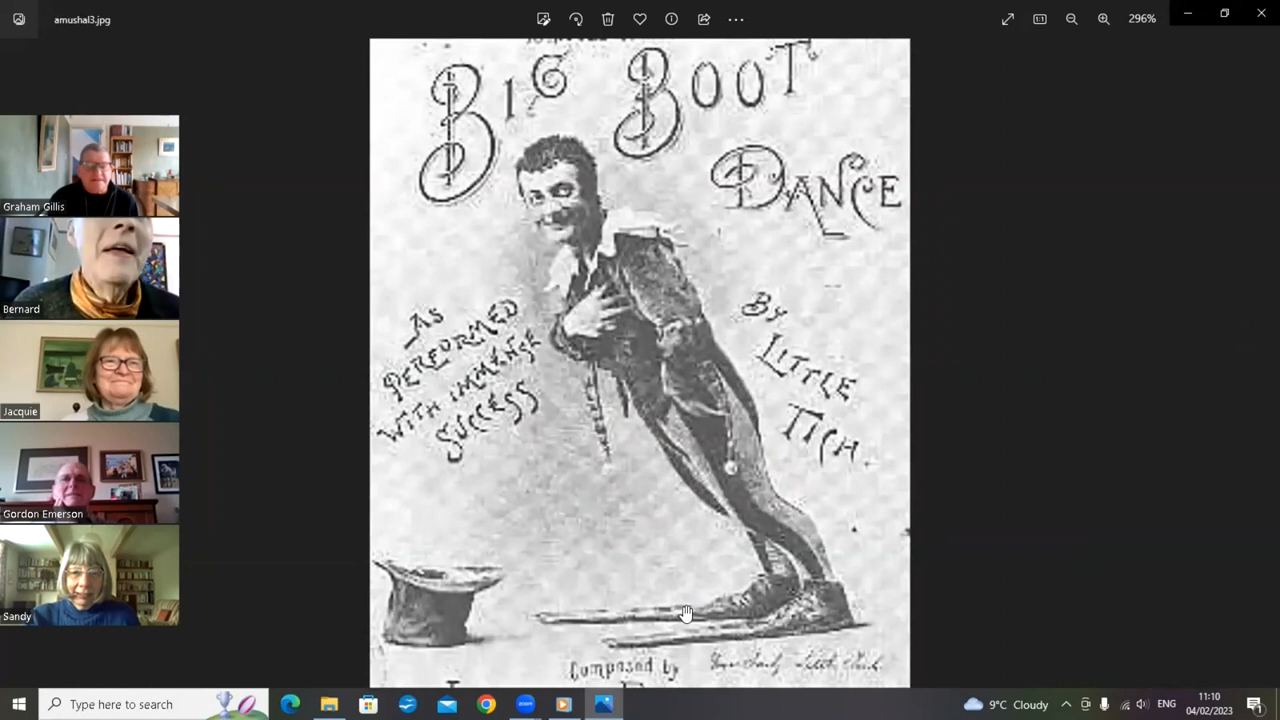 amushal3.jpg
296%
BIG BOOT
DANCE
AS
PERFORMED
WITH IMMENSE
SUCCESS
BY
LITTLE
TICH.
Composed by
Graham Gillis
Bernard
Jacquie
Gordon Emerson
Sandy
Type here to search
zoom
9°C Cloudy
ENG
11:10
04/02/2023